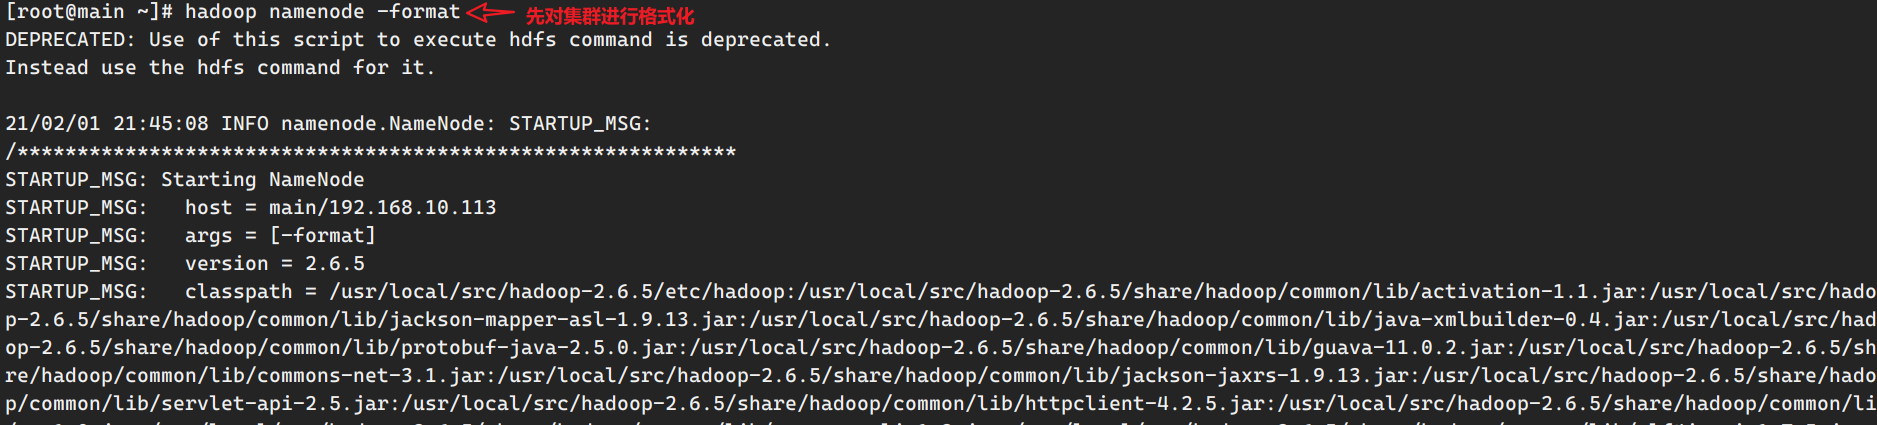 [root@main ~]# hadoop namenode -format 先对集群进行格式化
DEPRECATED: Use of this script to execute hdfs command is deprecated.
Instead use the hdfs command for it.
21/02/01 21:45:08 INFO namenode.NameNode: STARTUP_MSG:
/************************************************************
STARTUP_MSG: Starting NameNode
STARTUP_MSG:   host = main/192.168.10.113
STARTUP_MSG:   args = [-format]
STARTUP_MSG:   version = 2.6.5
STARTUP_MSG:   classpath = /usr/local/src/hadoop-2.6.5/etc/hadoop:/usr/local/src/hadoop-2.6.5/share/hadoop/common/lib/activation-1.1.jar:/usr/local/src/hado
p-2.6.5/share/hadoop/common/lib/jackson-mapper-asl-1.9.13.jar:/usr/local/src/hadoop-2.6.5/share/hadoop/common/lib/java-xmlbuilder-0.4.jar:/usr/local/src/had
op-2.6.5/share/hadoop/common/lib/protobuf-java-2.5.0.jar:/usr/local/src/hadoop-2.6.5/share/hadoop/common/lib/guava-11.0.2.jar:/usr/local/src/hadoop-2.6.5/sh
re/hadoop/common/lib/commons-net-3.1.jar:/usr/local/src/hadoop-2.6.5/share/hadoop/common/lib/jackson-jaxrs-1.9.13.jar:/usr/local/src/hadoop-2.6.5/share/hado
p/common/lib/servlet-api-2.5.jar:/usr/local/src/hadoop-2.6.5/share/hadoop/common/lib/httpclient-4.2.5.jar:/usr/local/src/hadoop-2.6.5/share/hadoop/common/li